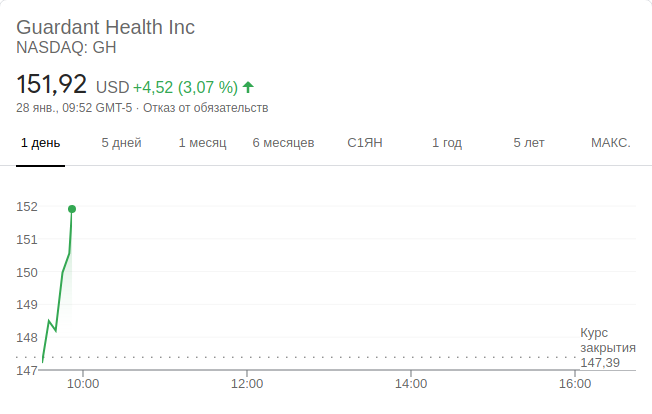 Guardant Health Inc
NASDAQ: GH
151,92 USD +4,52 (3,07 %)
28 янв., 09:52 GMT-5 · Отказ от обязательств
1 день 5 дней 1 месяц 6 месяцев С1ЯН 1 год 5 лет МАКС.
152
151
150
149
148
Курс
закрытия
147,39
147
10:00 12:00 14:00 16:00